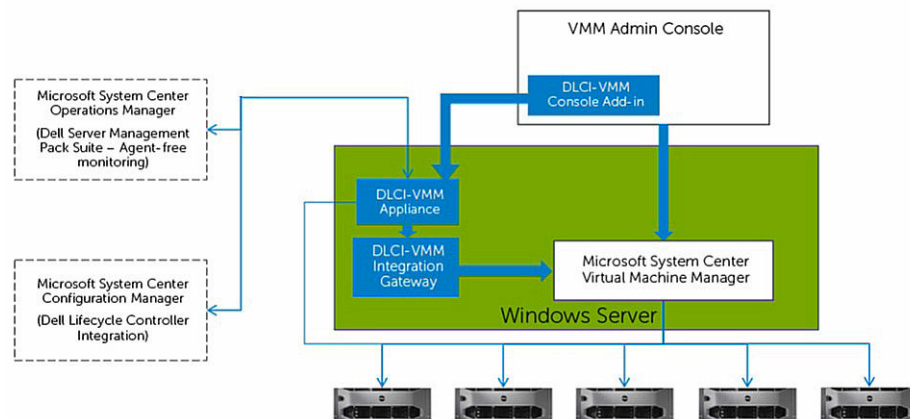 VMM Admin Console
DLCI-VMM
Console Add-in
Microsoft System Center
Operations Manager
(Dell Server Management
Pack Suite – Agent-free
monitoring)
DLCI-VMM
Appliance
DLCI-VMM
Integration
Gateway
Microsoft System Center
Virtual Machine Manager
Microsoft System Center
Configuration Manager
(Dell Lifecycle Controller
Integration)
Windows Server